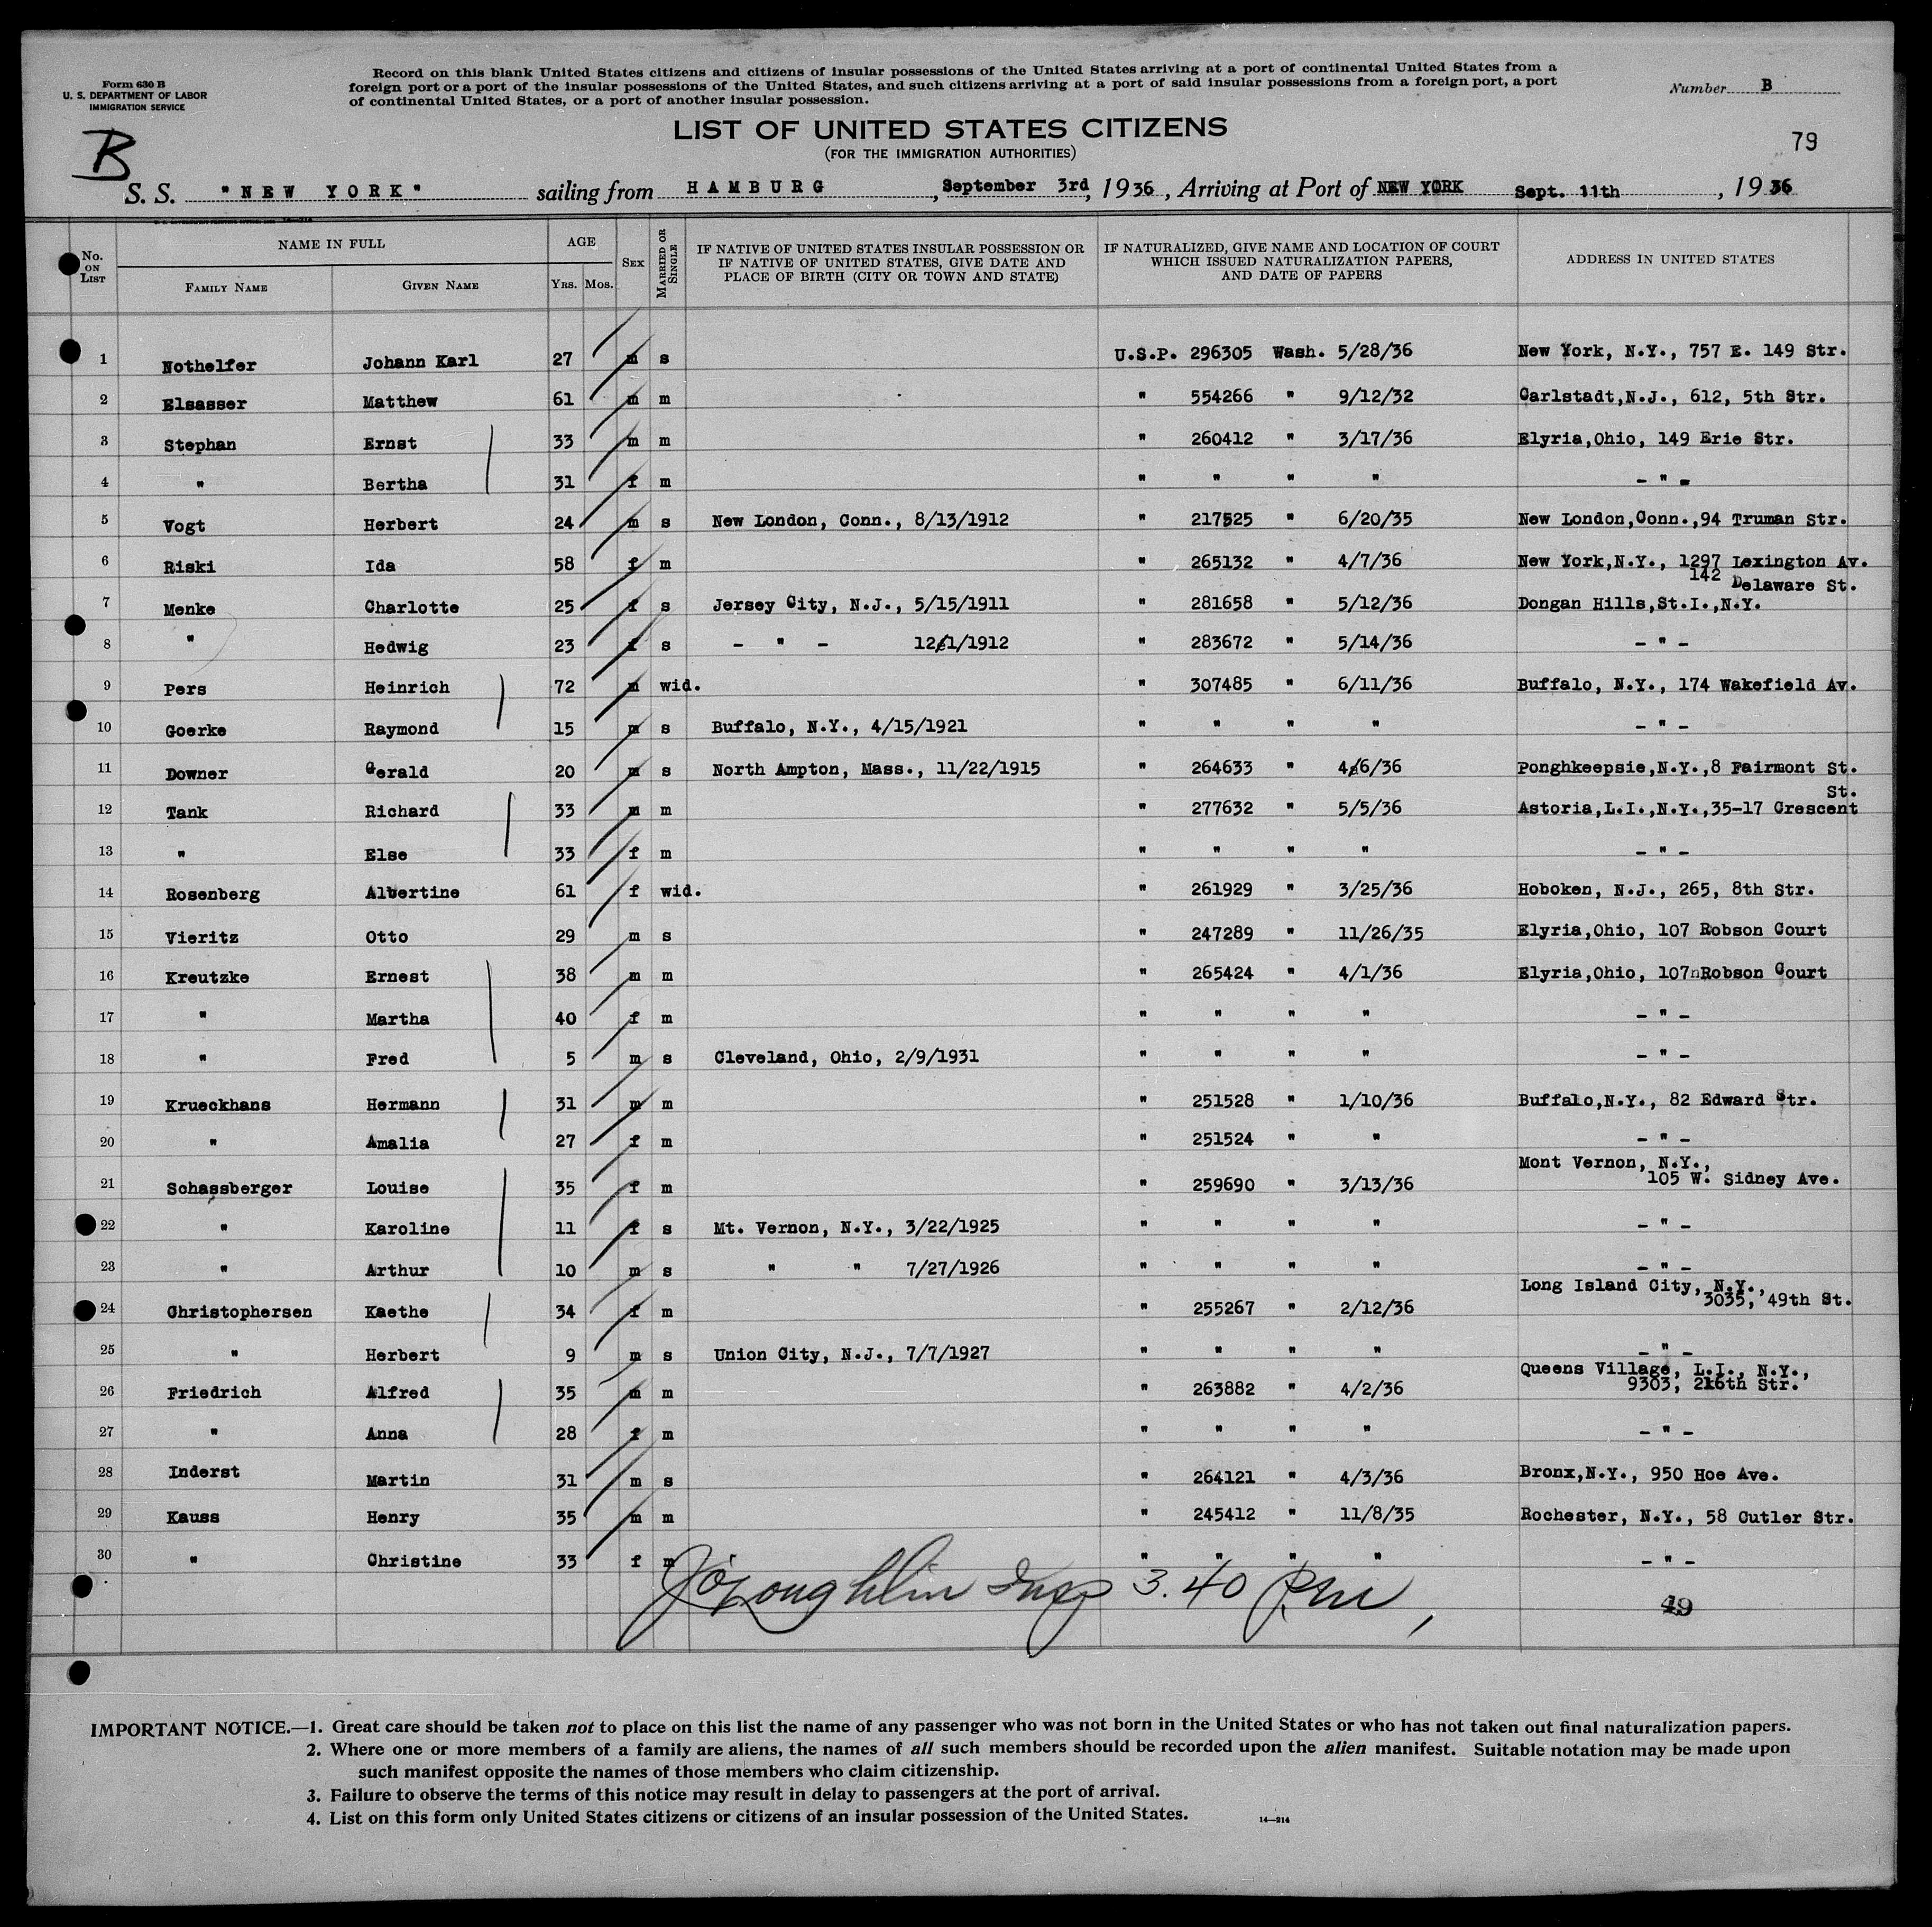 Form 630 B
U. S. DEPARTMENT OF LABOR
IMMIGRATION SERVICE
Record on this blank United States citizens and citizens of insular possessions of the United States arriving at a port of continental United States from a
foreign port or a port of the insular possessions of the United States, and such citizens arriving at a port of said insular possessions from a foreign port, a port
of continental United States, or a port of another insular possession.
Number B
B
LIST OF UNITED STATES CITIZENS
(FOR THE IMMIGRATION AUTHORITIES)
79
S. S. "NEW YORK" sailing from HAMBURG, September 3rd, 1936, Arriving at Port of NEW YORK Sept. 11th, 1936
No. ON LIST
NAME IN FULL
FAMILY NAME GIVEN NAME
AGE
YRS. MOS.
SEX
MARRIED OR SINGLE
IF NATIVE OF UNITED STATES INSULAR POSSESSION OR
IF NATIVE OF UNITED STATES, GIVE DATE AND
PLACE OF BIRTH (CITY OR TOWN AND STATE)
IF NATURALIZED, GIVE NAME AND LOCATION OF COURT
WHICH ISSUED NATURALIZATION PAPERS,
AND DATE OF PAPERS
ADDRESS IN UNITED STATES
1 Nothelfer Johann Karl 27 m s U.S.P. 296305 Wash. 5/28/36 New York, N.Y., 757 E. 149 Str.
2 Elsasser Matthew 61 m m " 554266 " 9/12/32 Carlstadt,N.J., 612, 5th Str.
3 Stephan Ernst 33 m m " 260412 " 3/17/36 Elyria,Ohio, 149 Erie Str.
4 " Bertha 31 f m " " " " - " -
5 Vogt Herbert 24 m s New London, Conn., 8/13/1912 " 217525 " 6/20/35 New London,Conn.,94 Truman Str.
6 Riski Ida 58 f m " 265132 " 4/7/36 New York,N.Y., 1297 Lexington Av.
142 Delaware St.
7 Menke Charlotte 25 f s Jersey City, N.J., 5/15/1911 " 281658 " 5/12/36 Dongan Hills,St.I.,N.Y.
8 " Hedwig 23 f s - " - 12/1/1912 " 283672 " 5/14/36 - " -
9 Pers Heinrich 72 m wid. " 307485 " 6/11/36 Buffalo, N.Y., 174 Wakefield Av.
10 Goerke Raymond 15 m s Buffalo, N.Y., 4/15/1921 " " " " - " -
11 Downer Gerald 20 m s North Ampton, Mass., 11/22/1915 " 264633 " 4/6/36 Ponghkeepsie,N.Y.,8 Fairmont St.
St.
12 Tank Richard 33 m m " 277632 " 5/5/36 Astoria,L.I.,N.Y.,35-17 Crescent
13 " Else 33 f m " " " " - " -
14 Rosenberg Albertine 61 f wid. " 261929 " 3/25/36 Hoboken, N.J., 265, 8th Str.
15 Vieritz Otto 29 m s " 247289 " 11/26/35 Elyria,Ohio, 107 Robson Court
16 Kreutzke Ernest 38 m m " 265424 " 4/1/36 Elyria,Ohio, 107nRobson Court
17 " Martha 40 f m " " " " - " -
18 " Fred 5 m s Cleveland, Ohio, 2/9/1931 " " " " - " -
19 Krueckhans Hermann 31 m m " 251528 " 1/10/36 Buffalo,N.Y., 82 Edward Str.
20 " Amalia 27 f m " 251524 " " - " -
Mont Vernon, N.Y.,
21 Schassberger Louise 35 f m " 259690 " 3/13/36 105 W. Sidney Ave.
22 " Karoline 11 f s Mt. Vernon, N.Y., 3/22/1925 " " " " - " -
23 " Arthur 10 m s " " 7/27/1926 " " " " - " -
Long Island City, N.Y.,
24 Christophersen Kaethe 34 f m " 255267 " 2/12/36 3035, 49th St.
25 " Herbert 9 m s Union City, N.J., 7/7/1927 " " " " - " -
Queens Village, L.I., N.Y.,
26 Friedrich Alfred 35 m m " 263882 " 4/2/36 9303, 216th Str.
27 " Anna 28 f m " " " " - " -
28 Inderst Martin 31 m s " 264121 " 4/3/36 Bronx,N.Y., 950 Hoe Ave.
29 Kauss Henry 35 m m " 245412 " 11/8/35 Rochester, N.Y., 58 Cutler Str.
30 " Christine 33 f m " " " " - " -
JO'Loughlin Insp 3.40 pm,
49
IMPORTANT NOTICE.—1. Great care should be taken not to place on this list the name of any passenger who was not born in the United States or who has not taken out final naturalization papers.
2. Where one or more members of a family are aliens, the names of all such members should be recorded upon the alien manifest. Suitable notation may be made upon
such manifest opposite the names of those members who claim citizenship.
3. Failure to observe the terms of this notice may result in delay to passengers at the port of arrival.
4. List on this form only United States citizens or citizens of an insular possession of the United States.
14—214